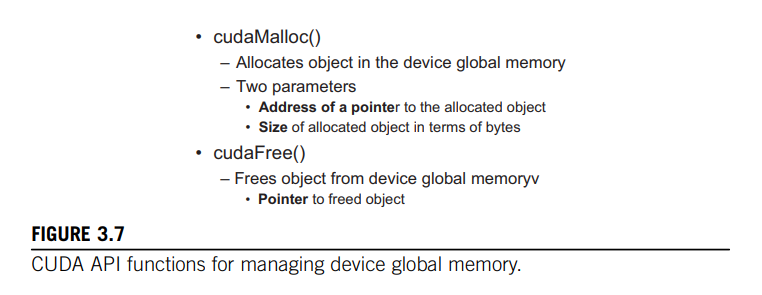 • cudaMalloc()
– Allocates object in the device global memory
– Two parameters
• Address of a pointer to the allocated object
• Size of allocated object in terms of bytes
• cudaFree()
– Frees object from device global memoryv
• Pointer to freed object
FIGURE 3.7
CUDA API functions for managing device global memory.